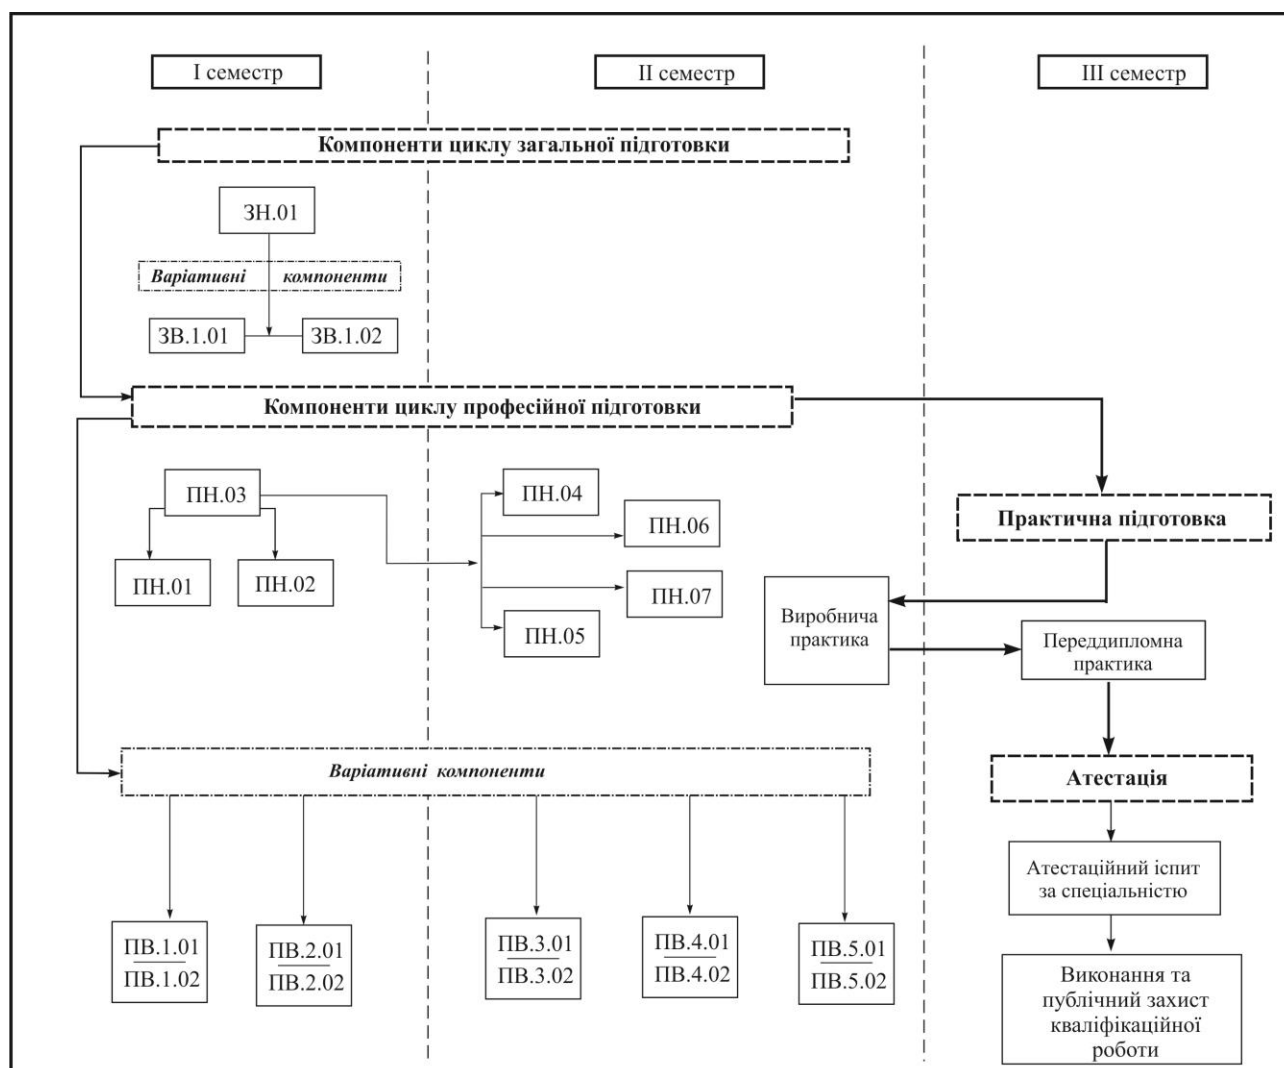 І семестр
ІІ семестр
ІІІ семестр
Компоненти циклу загальної підготовки
ЗН.01
Варіативні компоненти
ЗВ.1.01
ЗВ.1.02
Компоненти циклу професійної підготовки
ПН.03
ПН.04
ПН.06
Практична підготовка
ПН.01
ПН.02
ПН.07
ПН.05
Виробнича
практика
Переддипломна
практика
Варіативні компоненти
Атестація
Атестаційний іспит
за спеціальністю
ПВ.1.01
ПВ.1.02
ПВ.2.01
ПВ.2.02
ПВ.3.01
ПВ.3.02
ПВ.4.01
ПВ.4.02
ПВ.5.01
ПВ.5.02
Виконання та
публічний захист
кваліфікаційної
роботи